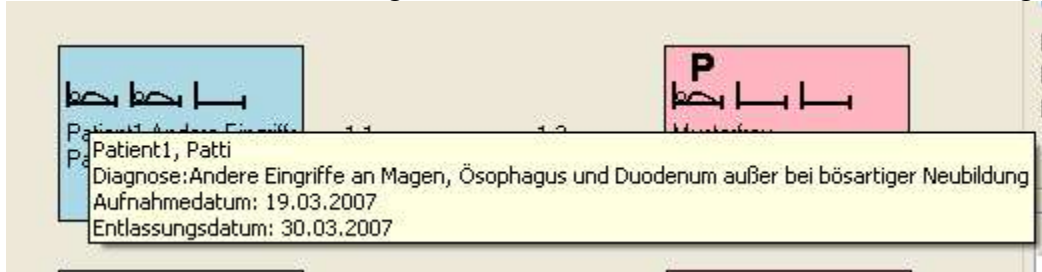 P
Patient1, Patti
Diagnose:Andere Eingriffe an Magen, Ösophagus und Duodenum außer bei bösartiger Neubildung
Aufnahmedatum: 19.03.2007
Entlassungsdatum: 30.03.2007